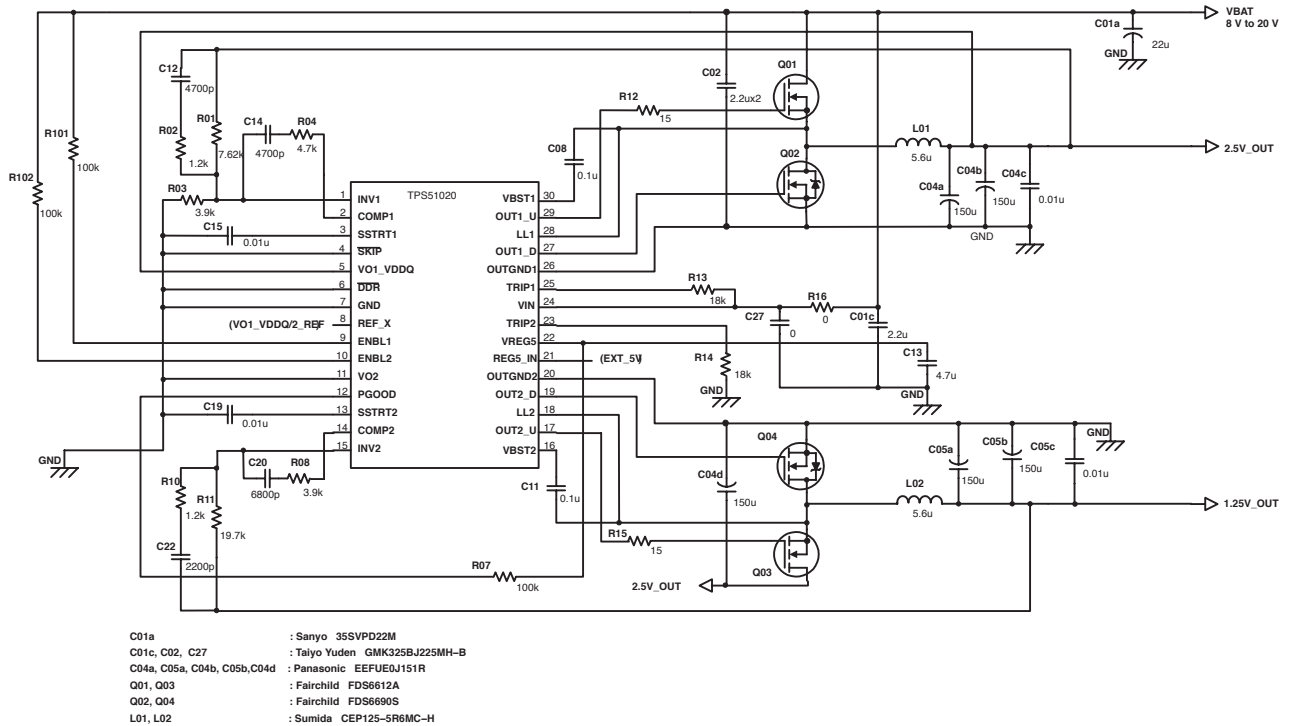 VBAT
8 V to 20 V
C01a
22u
GND
C12
4700p
C14
4700p
R04
4.7k
R01
7.62k
R02
1.2k
R101
100k
R102
100k
R03
3.9k
C15
0.01u
C02
2.2ux2
Q01
R12
15
C08
0.1u
Q02
L01
5.6u
2.5V_OUT
C04a
150u
C04b
150u
C04c
0.01u
GND
TPS51020
1 INV1
2 COMP1
3 SSTRT1
4 SKIP
5 VO1_VDDQ
6 DDR
7 GND
8 REF_X
9 ENBL1
10 ENBL2
11 VO2
12 PGOOD
13 SSTRT2
14 COMP2
15 INV2
VBST1 30
OUT1_U 29
LL1 28
OUT1_D 27
OUTGND1 26
TRIP1 25
VIN 24
TRIP2 23
VREG5 22
REG5_IN 21
OUTGND2 20
OUT2_D 19
LL2 18
OUT2_U 17
VBST2 16
(VO1_VDDQ/2_REF)
(EXT_5V)
R13
18k
R16
0
C27
0
C01c
2.2u
R14
18k
GND
C13
4.7u
GND
C19
0.01u
GND
C20
6800p
R08
3.9k
R10
1.2k
R11
19.7k
C22
2200p
C11
0.1u
R15
15
R07
100k
C04d
150u
Q04
Q03
2.5V_OUT
L02
5.6u
C05a
150u
C05b
150u
C05c
0.01u
GND
1.25V_OUT
C01a : Sanyo 35SVPD22M
C01c, C02, C27 : Taiyo Yuden GMK325BJ225MH–B
C04a, C05a, C04b, C05b,C04d : Panasonic EEFUE0J151R
Q01, Q03 : Fairchild FDS6612A
Q02, Q04 : Fairchild FDS6690S
L01, L02 : Sumida CEP125–5R6MC–H